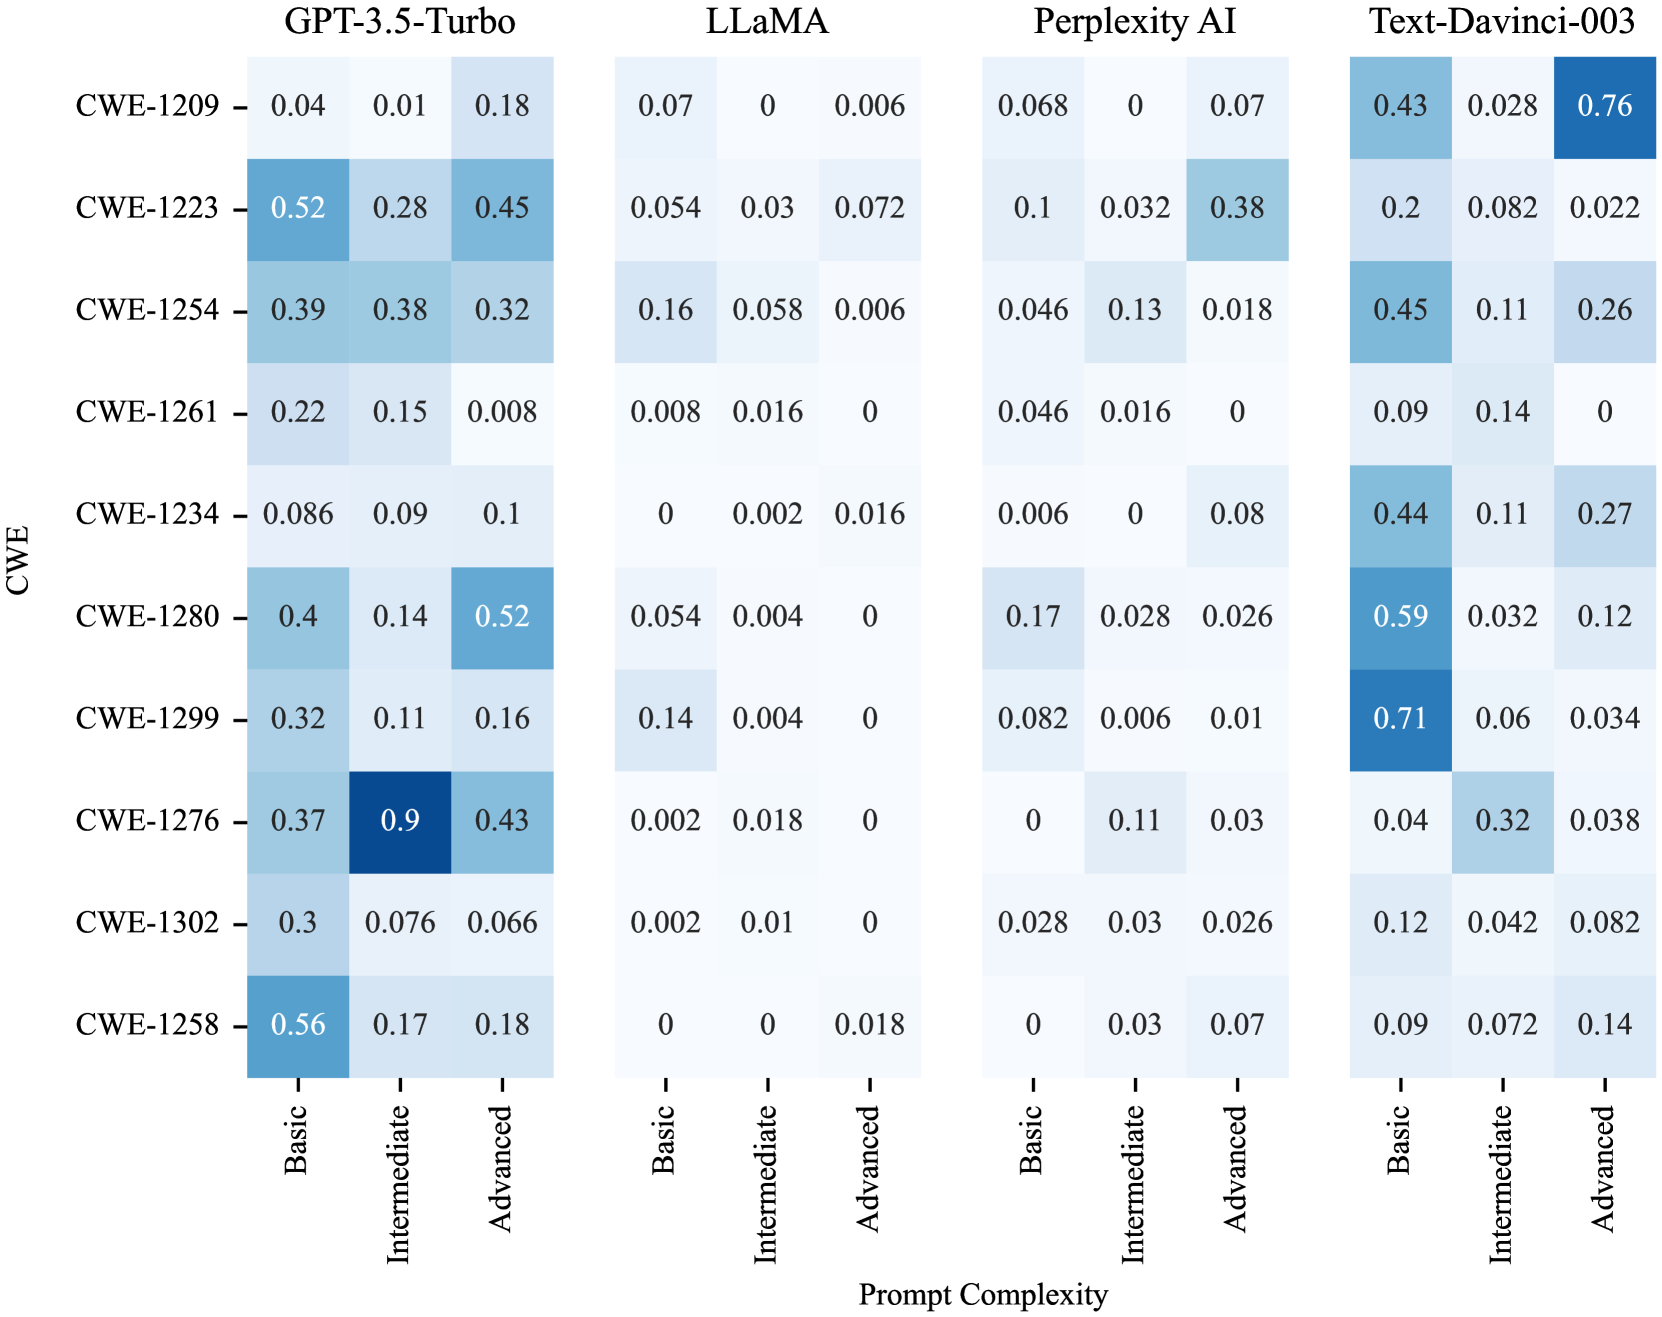 GPT-3.5-Turbo LLaMA Perplexity AI Text-Davinci-003
CWE-1209 0.04 0.01 0.18 0.07 0 0.006 0.068 0 0.07 0.43 0.028 0.76
CWE-1223 0.52 0.28 0.45 0.054 0.03 0.072 0.1 0.032 0.38 0.2 0.082 0.022
CWE-1254 0.39 0.38 0.32 0.16 0.058 0.006 0.046 0.13 0.018 0.45 0.11 0.26
CWE-1261 0.22 0.15 0.008 0.008 0.016 0 0.046 0.016 0 0.09 0.14 0
CWE-1234 0.086 0.09 0.1 0 0.002 0.016 0.006 0 0.08 0.44 0.11 0.27
CWE-1280 0.4 0.14 0.52 0.054 0.004 0 0.17 0.028 0.026 0.59 0.032 0.12
CWE-1299 0.32 0.11 0.16 0.14 0.004 0 0.082 0.006 0.01 0.71 0.06 0.034
CWE-1276 0.37 0.9 0.43 0.002 0.018 0 0 0.11 0.03 0.04 0.32 0.038
CWE-1302 0.3 0.076 0.066 0.002 0.01 0 0.028 0.03 0.026 0.12 0.042 0.082
CWE-1258 0.56 0.17 0.18 0 0 0.018 0 0.03 0.07 0.09 0.072 0.14
CWE
Basic Intermediate Advanced Basic Intermediate Advanced Basic Intermediate Advanced Basic Intermediate Advanced
Prompt Complexity